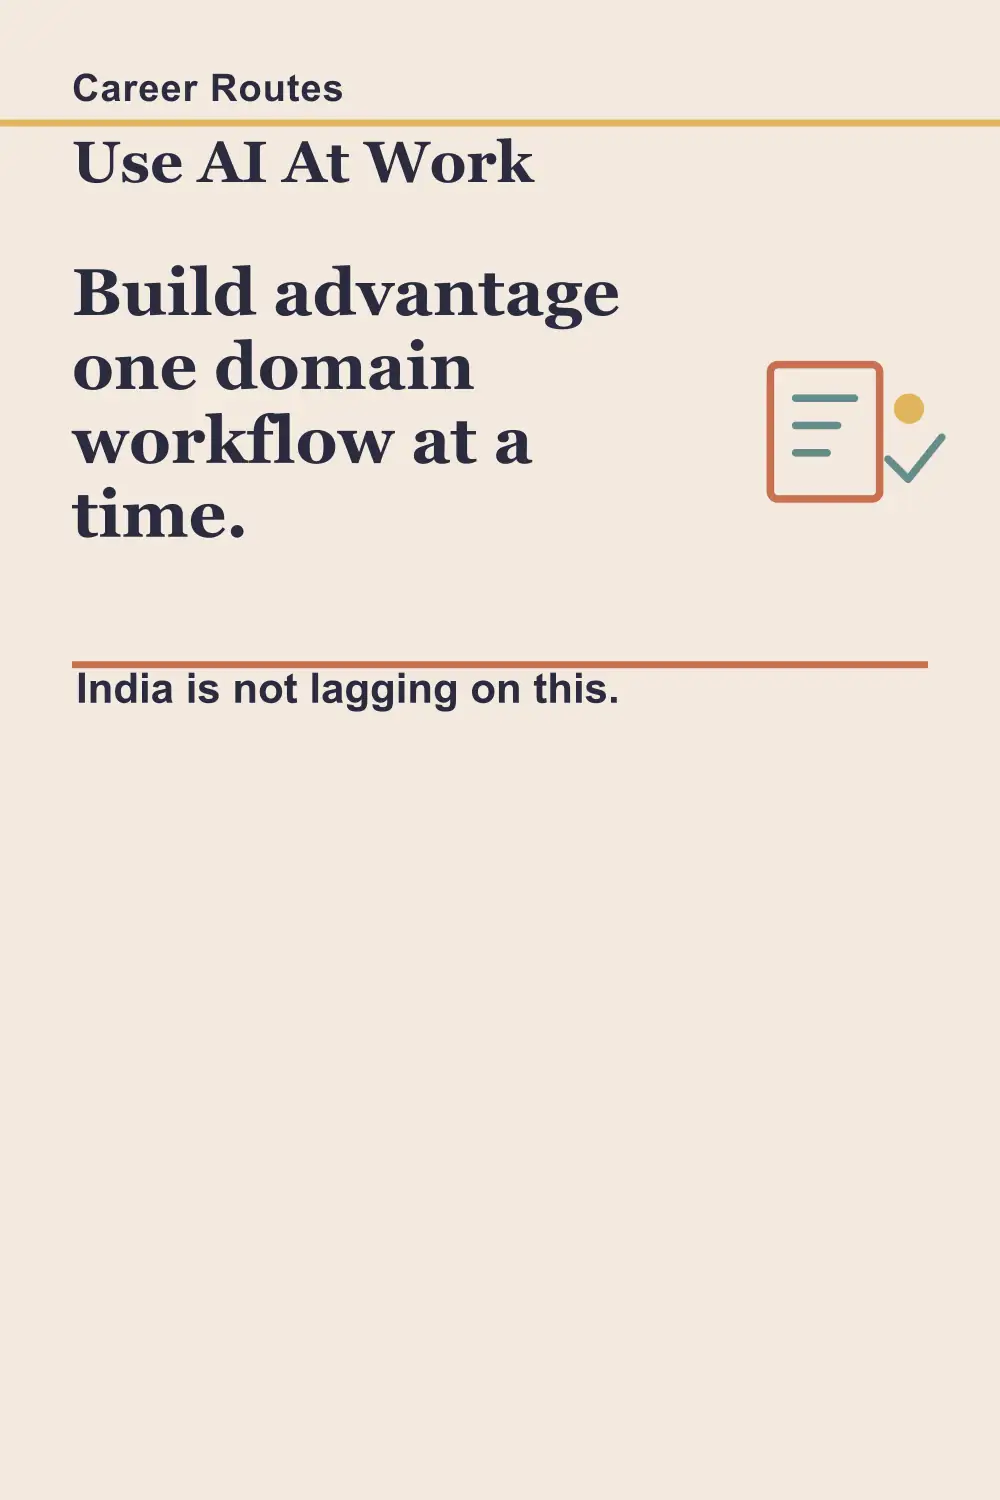 Career Routes
Use AI At Work
Build advantage
one domain
workflow at a
time.
India is not lagging on this.